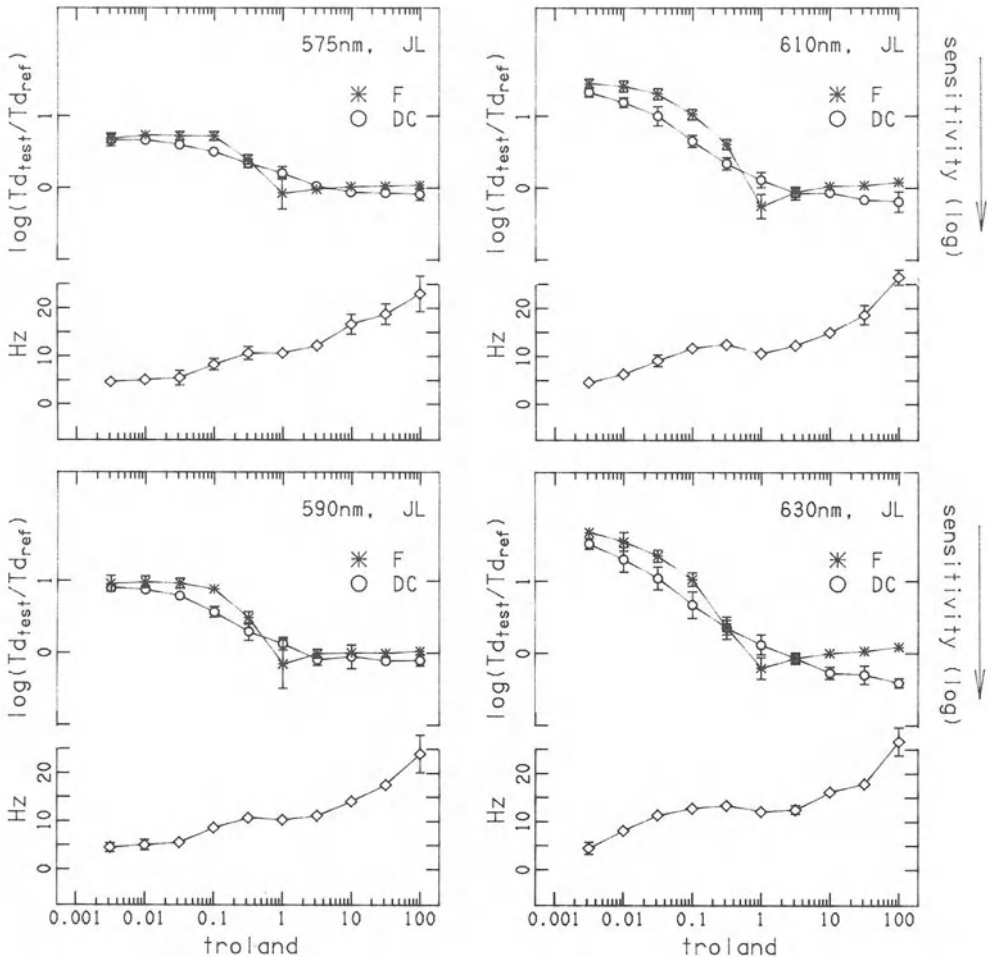 575nm, JL
F
DC
log(Td_test/Td_ref)
1
0
Hz
20
10
0
610nm, JL
F
DC
log(Td_test/Td_ref)
1
0
Hz
20
10
0
sensitivity (log)
590nm, JL
F
DC
log(Td_test/Td_ref)
1
0
Hz
20
10
0
0.001 0.01 0.1 1 10 100
troland
630nm, JL
F
DC
log(Td_test/Td_ref)
1
0
Hz
20
10
0
0.001 0.01 0.1 1 10 100
troland
sensitivity (log)